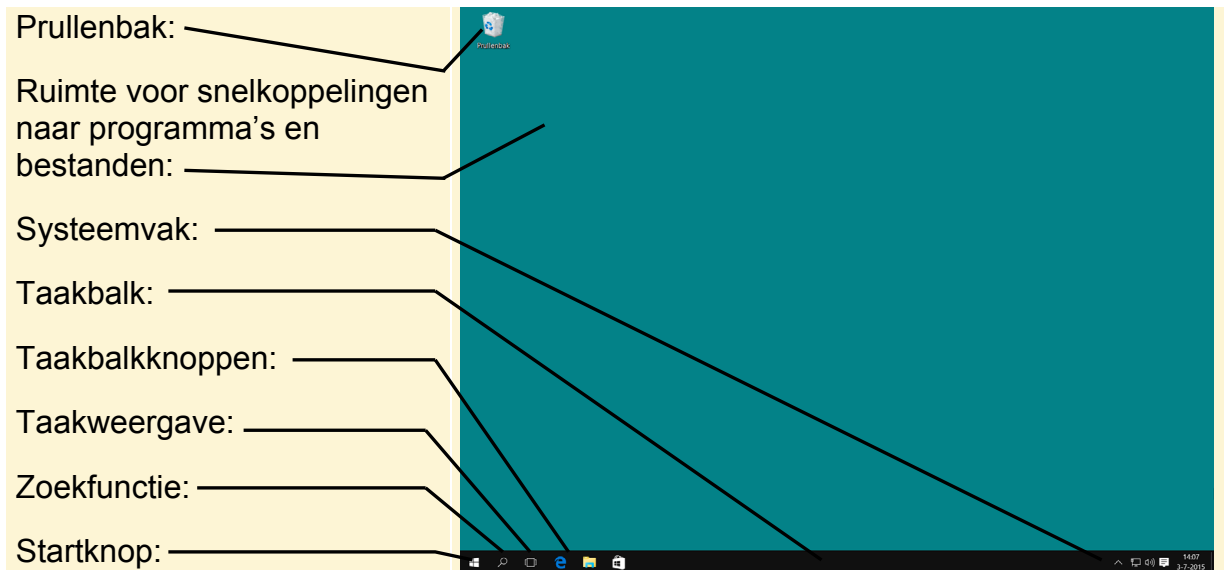 Prullenbak:
Ruimte voor snelkoppelingen
naar programma's en
bestanden:
Systeemvak:
Taakbalk:
Taakbalkknoppen:
Taakweergave:
Zoekfunctie:
Startknop:
Prullenbak
14:07
3-7-2015